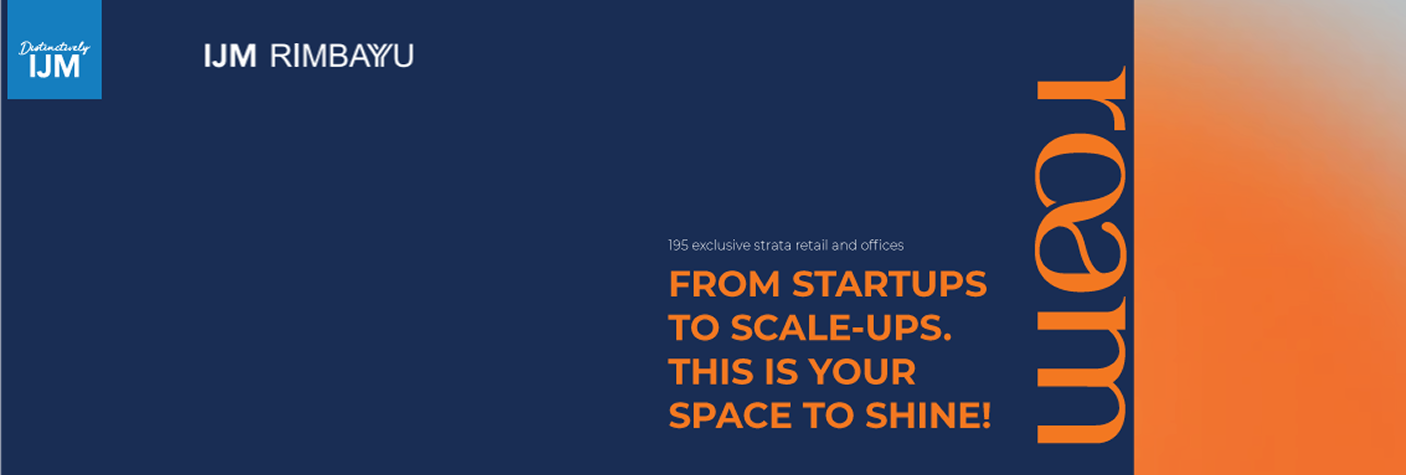 Distinctively
IJM
IJM RIMBAYU
roam
195 exclusive strata retail and offices
FROM STARTUPS
TO SCALE-UPS.
THIS IS YOUR
SPACE TO SHINE!